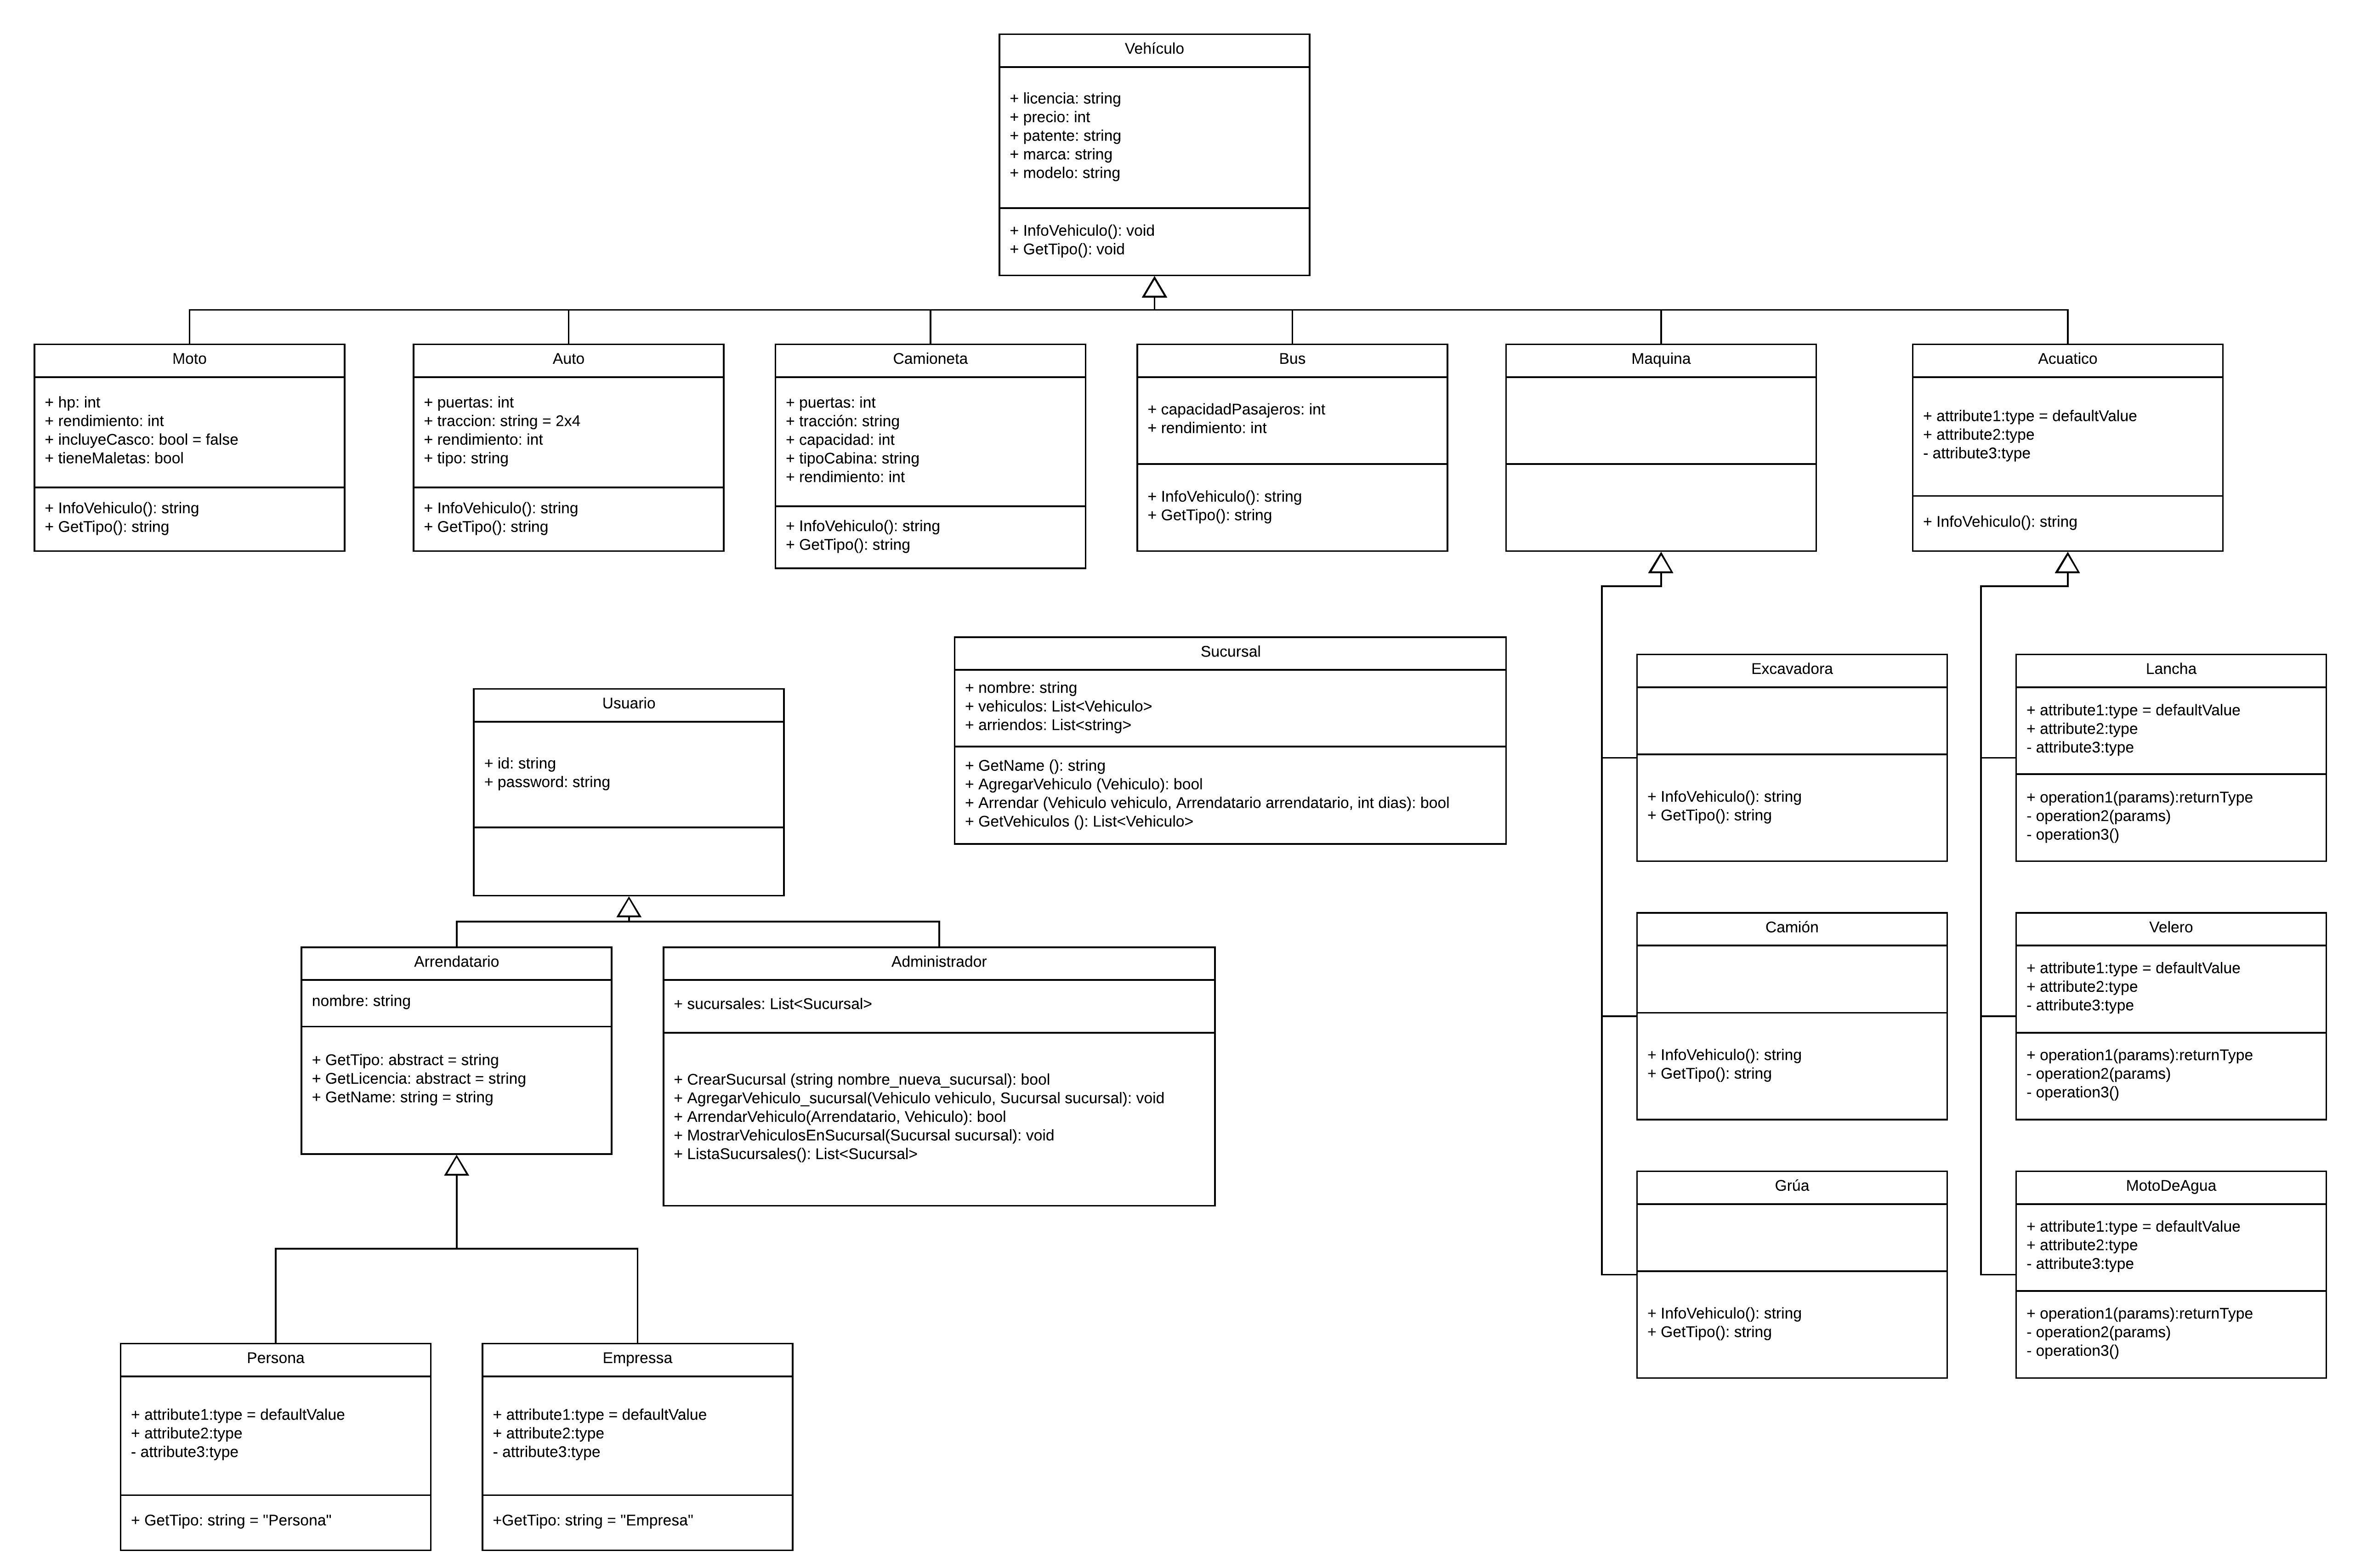 Vehículo
+ licencia: string
+ precio: int
+ patente: string
+ marca: string
+ modelo: string
+ InfoVehiculo(): void
+ GetTipo(): void
Moto
+ hp: int
+ rendimiento: int
+ incluyeCasco: bool = false
+ tieneMaletas: bool
+ InfoVehiculo(): string
+ GetTipo(): string
Auto
+ puertas: int
+ traccion: string = 2x4
+ rendimiento: int
+ tipo: string
+ InfoVehiculo(): string
+ GetTipo(): string
Camioneta
+ puertas: int
+ tracción: string
+ capacidad: int
+ tipoCabina: string
+ rendimiento: int
+ InfoVehiculo(): string
+ GetTipo(): string
Bus
+ capacidadPasajeros: int
+ rendimiento: int
+ InfoVehiculo(): string
+ GetTipo(): string
Maquina
Acuatico
+ attribute1:type = defaultValue
+ attribute2:type
- attribute3:type
+ InfoVehiculo(): string
Sucursal
+ nombre: string
+ vehiculos: List<Vehiculo>
+ arriendos: List<string>
+ GetName (): string
+ AgregarVehiculo (Vehiculo): bool
+ Arrendar (Vehiculo vehiculo, Arrendatario arrendatario, int dias): bool
+ GetVehiculos (): List<Vehiculo>
Usuario
+ id: string
+ password: string
Excavadora
+ InfoVehiculo(): string
+ GetTipo(): string
Lancha
+ attribute1:type = defaultValue
+ attribute2:type
- attribute3:type
+ operation1(params):returnType
- operation2(params)
- operation3()
Arrendatario
nombre: string
+ GetTipo: abstract = string
+ GetLicencia: abstract = string
+ GetName: string = string
Administrador
+ sucursales: List<Sucursal>
+ CrearSucursal (string nombre_nueva_sucursal): bool
+ AgregarVehiculo_sucursal(Vehiculo vehiculo, Sucursal sucursal): void
+ ArrendarVehiculo(Arrendatario, Vehiculo): bool
+ MostrarVehiculosEnSucursal(Sucursal sucursal): void
+ ListaSucursales(): List<Sucursal>
Camión
+ InfoVehiculo(): string
+ GetTipo(): string
Velero
+ attribute1:type = defaultValue
+ attribute2:type
- attribute3:type
+ operation1(params):returnType
- operation2(params)
- operation3()
Grúa
+ InfoVehiculo(): string
+ GetTipo(): string
MotoDeAgua
+ attribute1:type = defaultValue
+ attribute2:type
- attribute3:type
+ operation1(params):returnType
- operation2(params)
- operation3()
Persona
+ attribute1:type = defaultValue
+ attribute2:type
- attribute3:type
+ GetTipo: string = "Persona"
Empressa
+ attribute1:type = defaultValue
+ attribute2:type
- attribute3:type
+GetTipo: string = "Empresa"